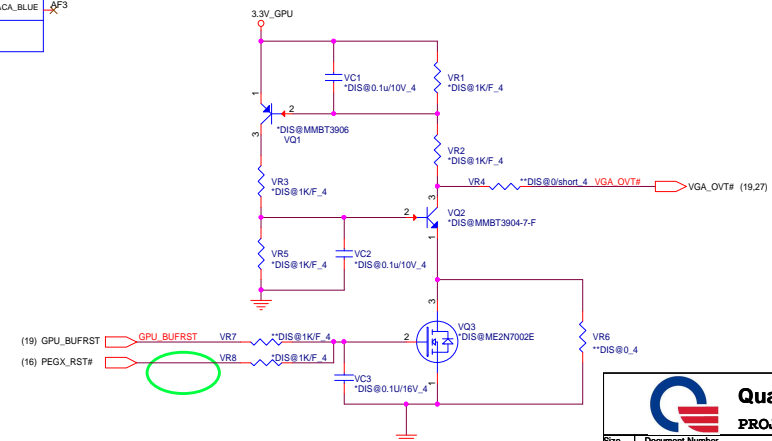 ACA_BLUE AF3
3.3V_GPU
1
VC1
*DIS@0.1u/10V_4
VR1
*DIS@1K/F_4
2
*DIS@MMBT3906
VQ1
3
VR2
*DIS@1K/F_4
VR3
*DIS@1K/F_4
VR4 **DIS@0/short_4 VGA_OVT# VGA_OVT# (19,27)
3
2
VQ2
*DIS@MMBT3904-7-F
1
VR5
*DIS@1K/F_4
VC2
*DIS@0.1u/10V_4
3
(19) GPU_BUFRST GPU_BUFRST VR7 **DIS@1K/F_4
2
VQ3
*DIS@ME2N7002E
(16) PEGX_RST# VR8 *DIS@1K/F_4
VR6
**DIS@0_4
VC3
*DIS@0.1U/16V_4
1
Qua
PROJ
Size Document Number